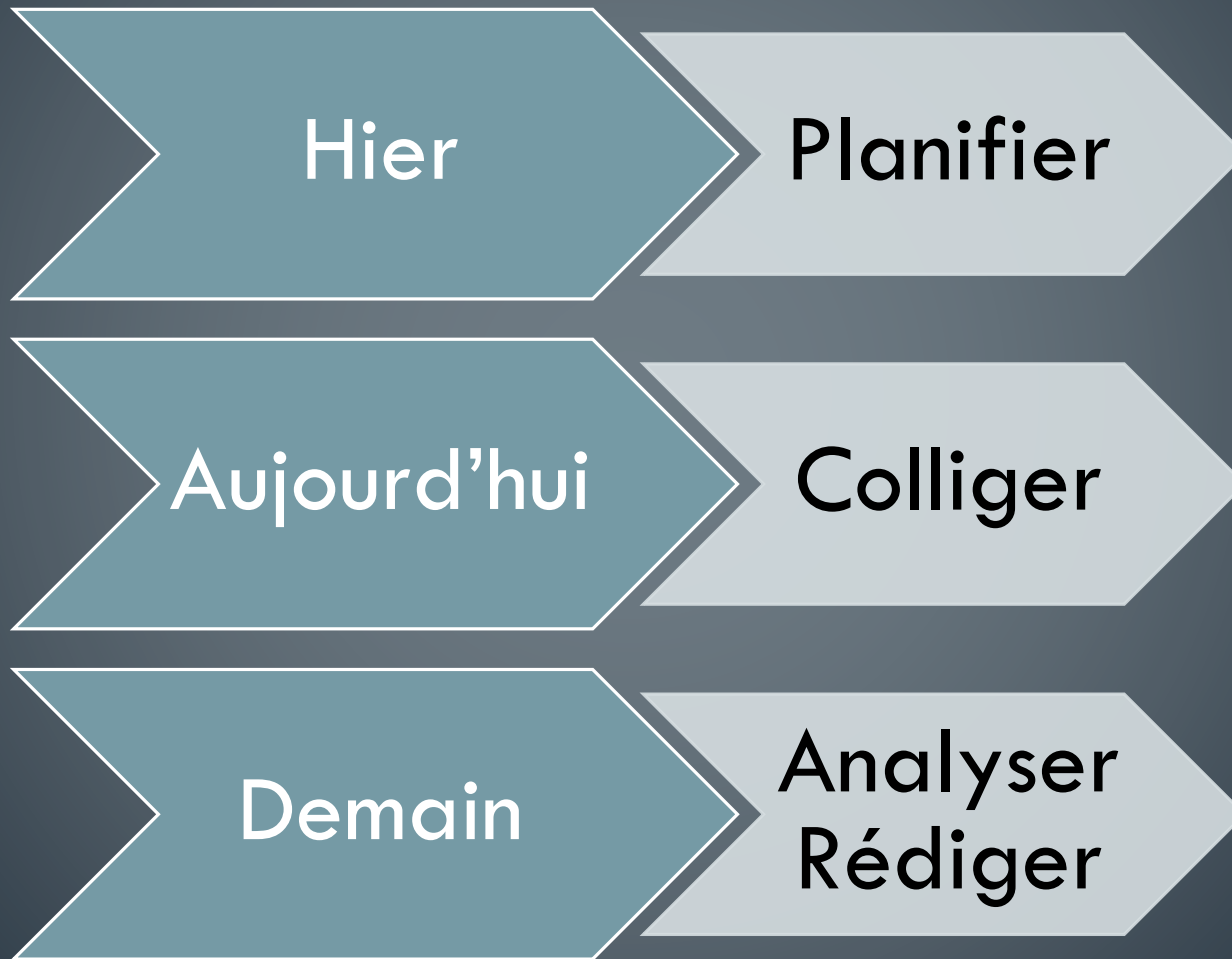 Hier
Planifier
Aujourd’hui
Colliger
Demain
Analyser
Rédiger